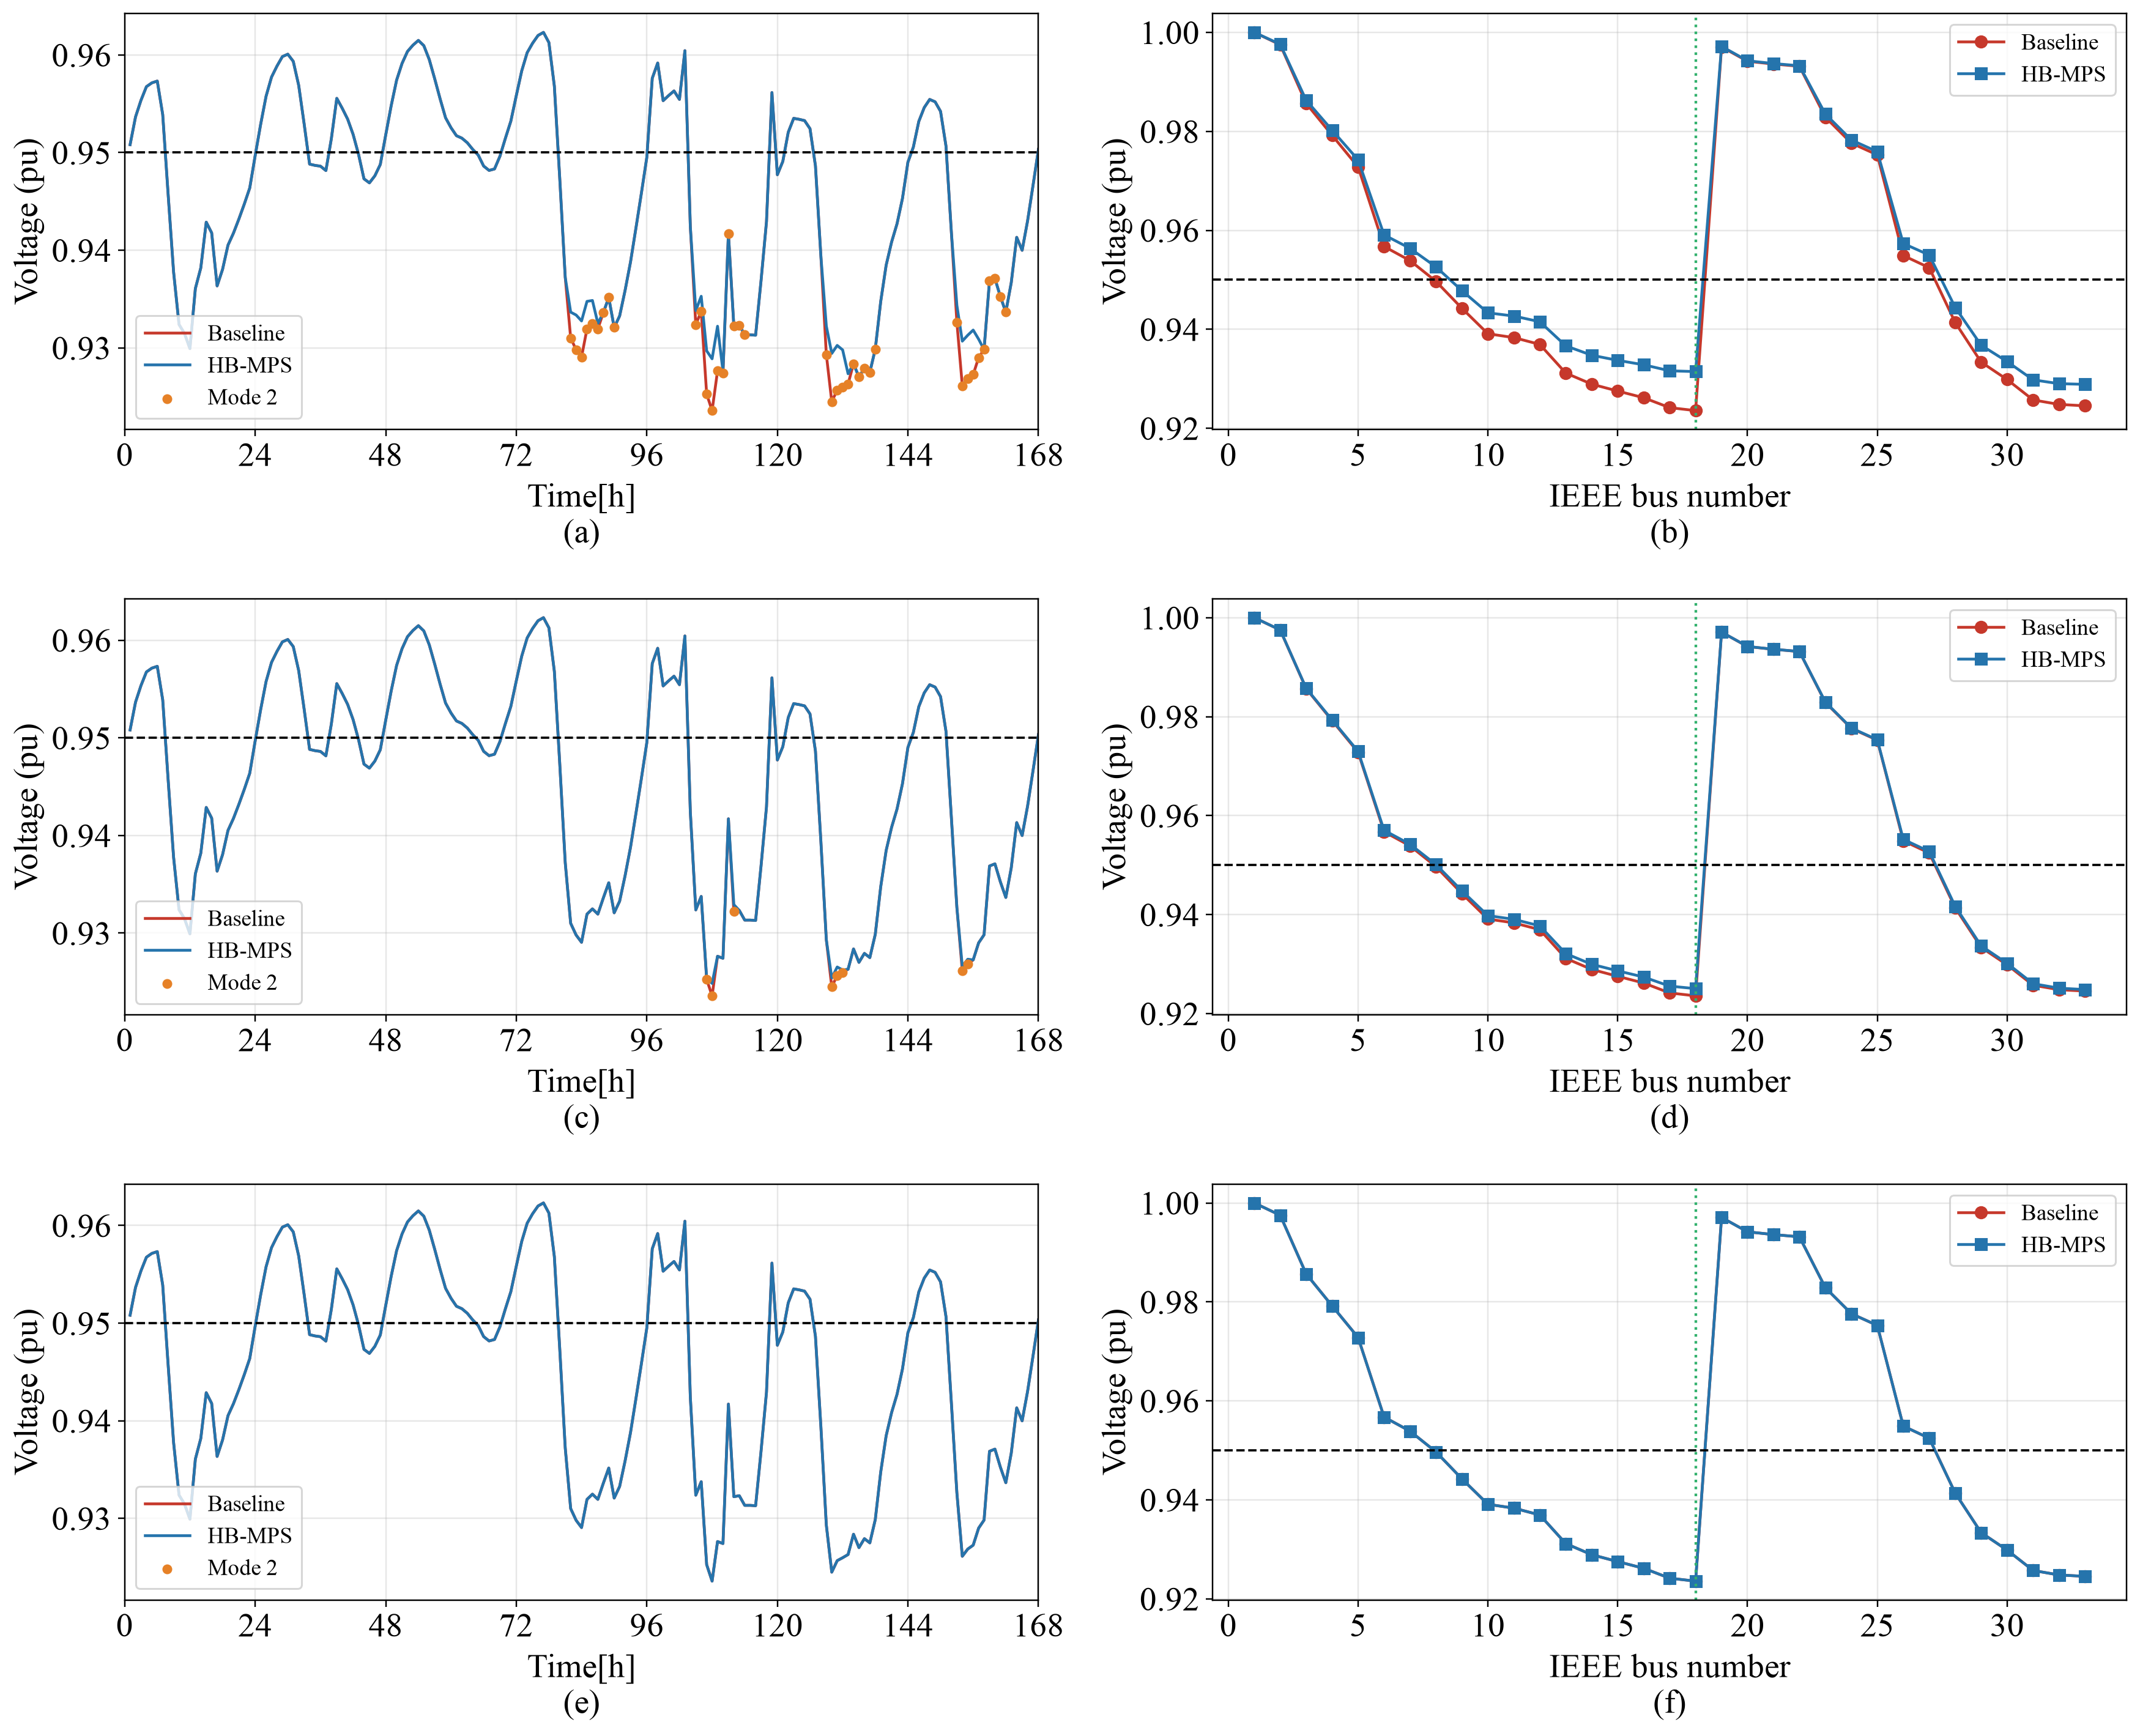 Voltage (pu)
0.96
0.95
0.94
0.93
Baseline
HB-MPS
Mode 2
0 24 48 72 96 120 144 168
Time[h]
(a)
Voltage (pu)
1.00
0.98
0.96
0.94
0.92
Baseline
HB-MPS
0 5 10 15 20 25 30
IEEE bus number
(b)
Voltage (pu)
0.96
0.95
0.94
0.93
Baseline
HB-MPS
Mode 2
0 24 48 72 96 120 144 168
Time[h]
(c)
Voltage (pu)
1.00
0.98
0.96
0.94
0.92
Baseline
HB-MPS
0 5 10 15 20 25 30
IEEE bus number
(d)
Voltage (pu)
0.96
0.95
0.94
0.93
Baseline
HB-MPS
Mode 2
0 24 48 72 96 120 144 168
Time[h]
(e)
Voltage (pu)
1.00
0.98
0.96
0.94
0.92
Baseline
HB-MPS
0 5 10 15 20 25 30
IEEE bus number
(f)